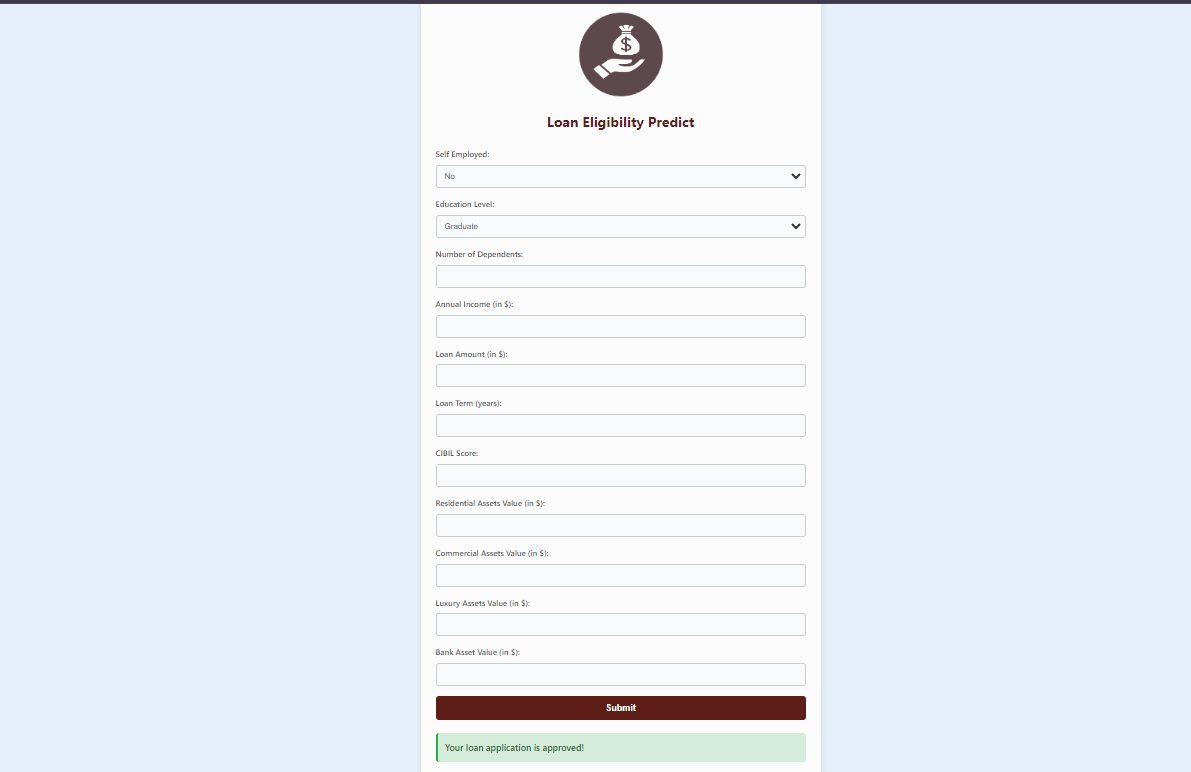 $
Loan Eligibility Predict
Self Employed:
No
Education Level:
Graduate
Number of Dependents:
Annual Income (in $):
Loan Amount (in $):
Loan Term (years):
CIBIL Score:
Residential Assets Value (in $):
Commercial Assets Value (in $):
Luxury Assets Value (in $):
Bank Asset Value (in $):
Submit
Your loan application is approved!